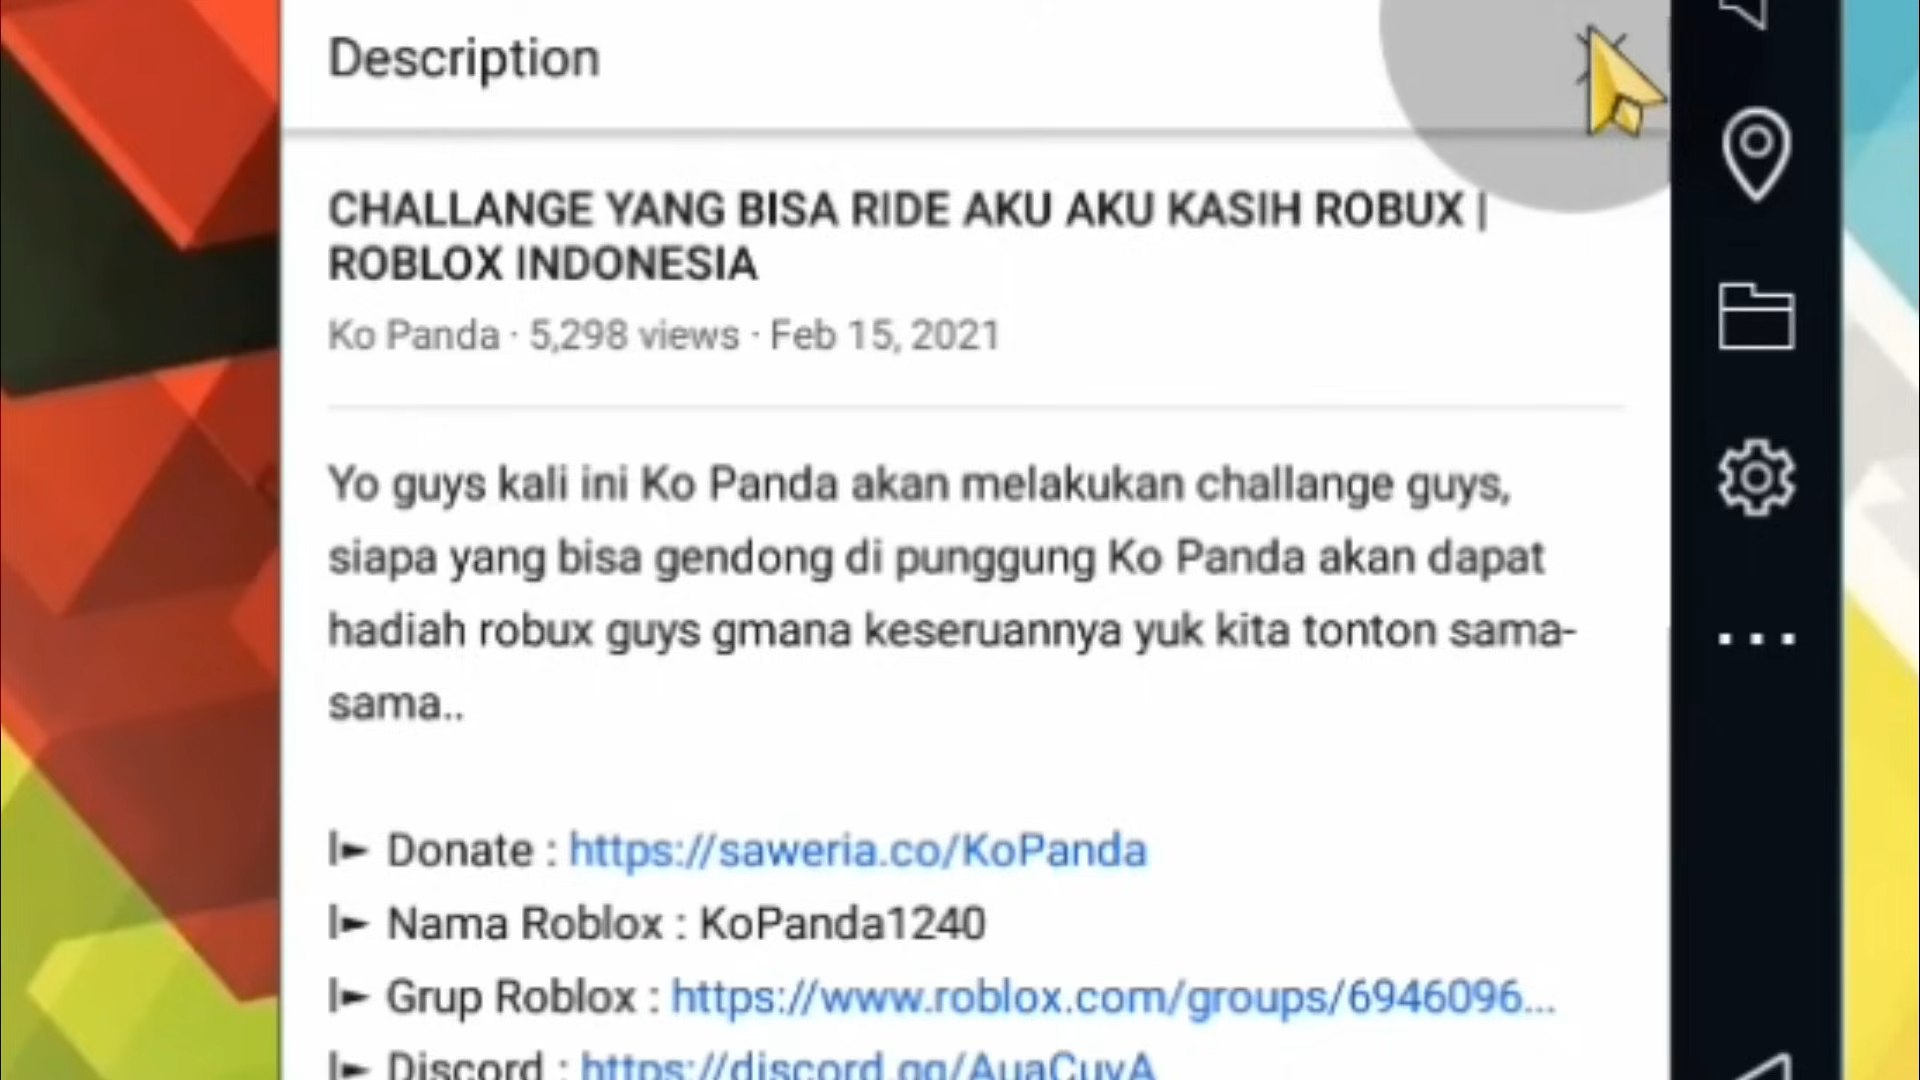 Description
CHALLANGE YANG BISA RIDE AKU AKU KASIH ROBUX |
ROBLOX INDONESIA
Ko Panda · 5,298 views · Feb 15, 2021
Yo guys kali ini Ko Panda akan melakukan challange guys,
siapa yang bisa gendong di punggung Ko Panda akan dapat
hadiah robux guys gmana keseruannya yuk kita tonton sama-
sama..
|► Donate : https://saweria.co/KoPanda
|► Nama Roblox : KoPanda1240
|► Grup Roblox : https://www.roblox.com/groups/6946096...
|► Discord :